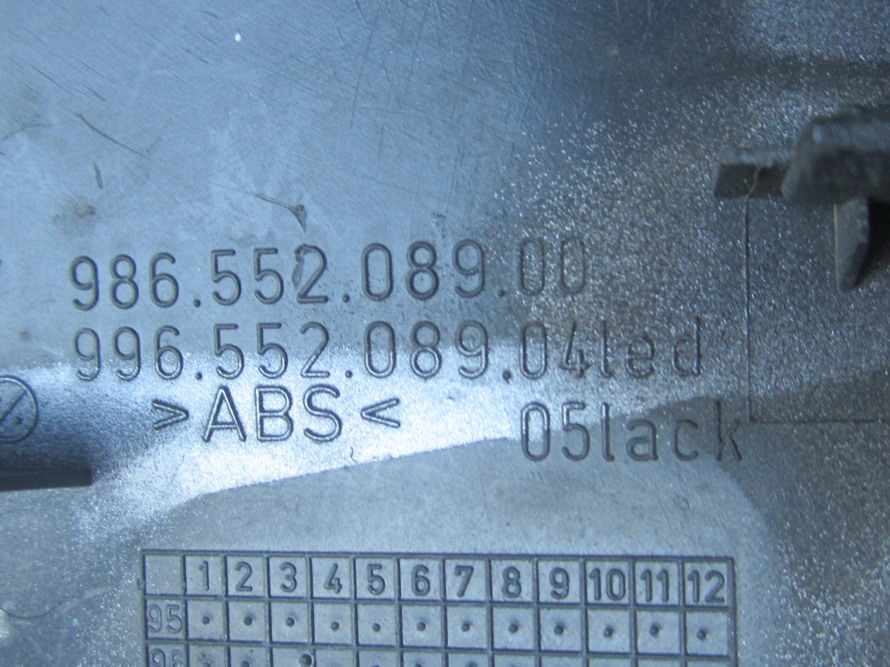 986.552.089.00
996.552.089.04led
>ABS< 05lack
1 2 3 4 5 6 7 8 9 10 11 12
95
96